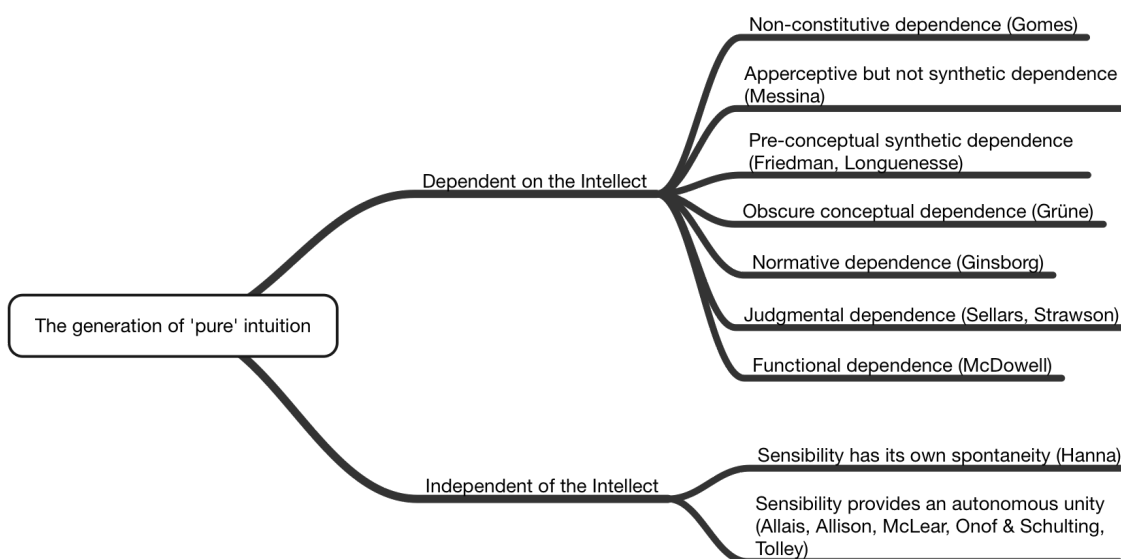 Non-constitutive dependence (Gomes)
Apperceptive but not synthetic dependence
(Messina)
Pre-conceptual synthetic dependence
(Friedman, Longuenesse)
Dependent on the Intellect
Obscure conceptual dependence (Grüne)
Normative dependence (Ginsborg)
The generation of 'pure' intuition
Judgmental dependence (Sellars, Strawson)
Functional dependence (McDowell)
Sensibility has its own spontaneity (Hanna)
Independent of the Intellect
Sensibility provides an autonomous unity
(Allais, Allison, McLear, Onof & Schulting,
Tolley)